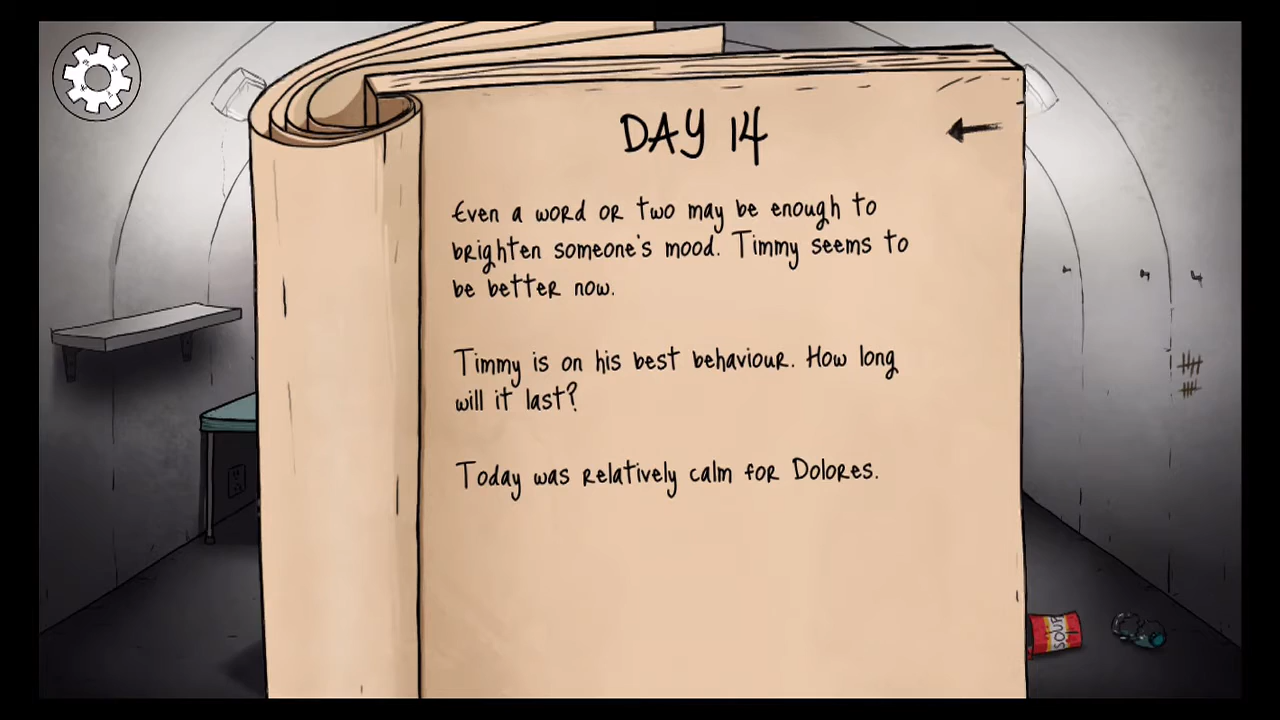 DAY 14
Even a word or two may be enough to
brighten someone's mood. Timmy seems to
be better now.
Timmy is on his best behaviour. How long
will it last?
Today was relatively calm for Dolores.
SOUP